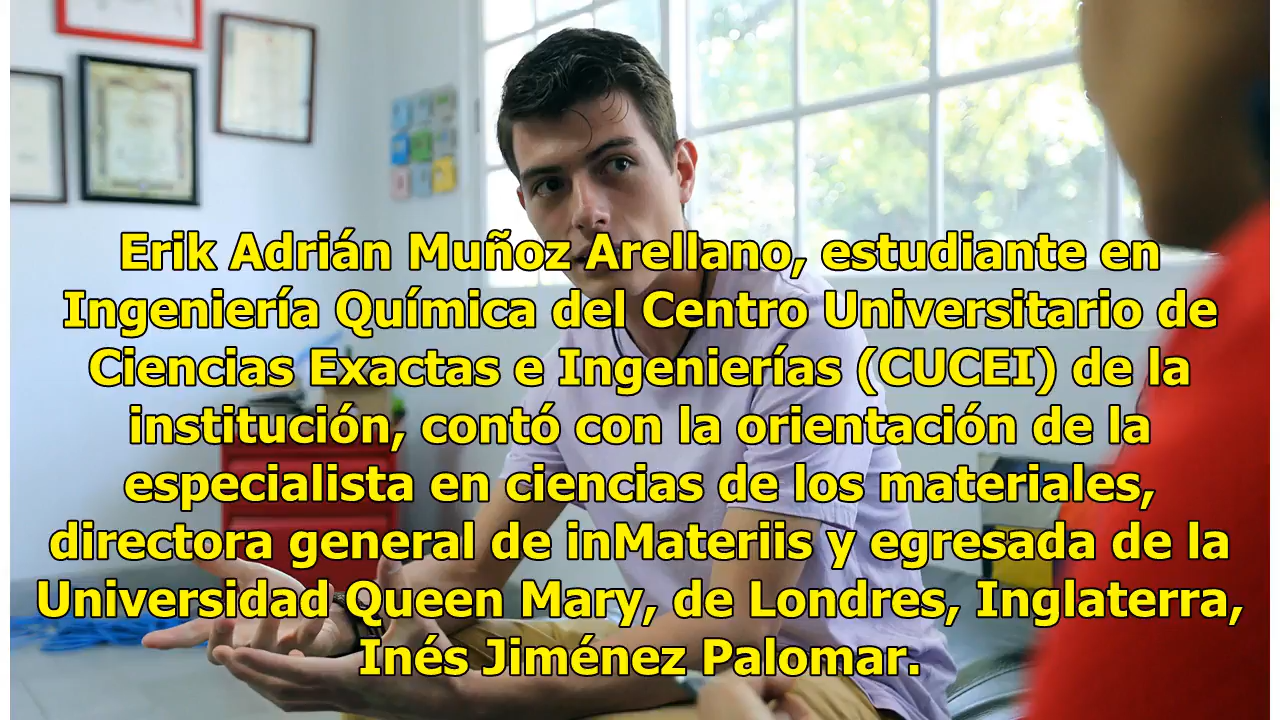 Erik Adrián Muñoz Arellano, estudiante en
Ingeniería Química del Centro Universitario de
Ciencias Exactas e Ingenierías (CUCEI) de la
institución, contó con la orientación de la
especialista en ciencias de los materiales,
directora general de inMateriis y egresada de la
Universidad Queen Mary, de Londres, Inglaterra,
Inés Jiménez Palomar.